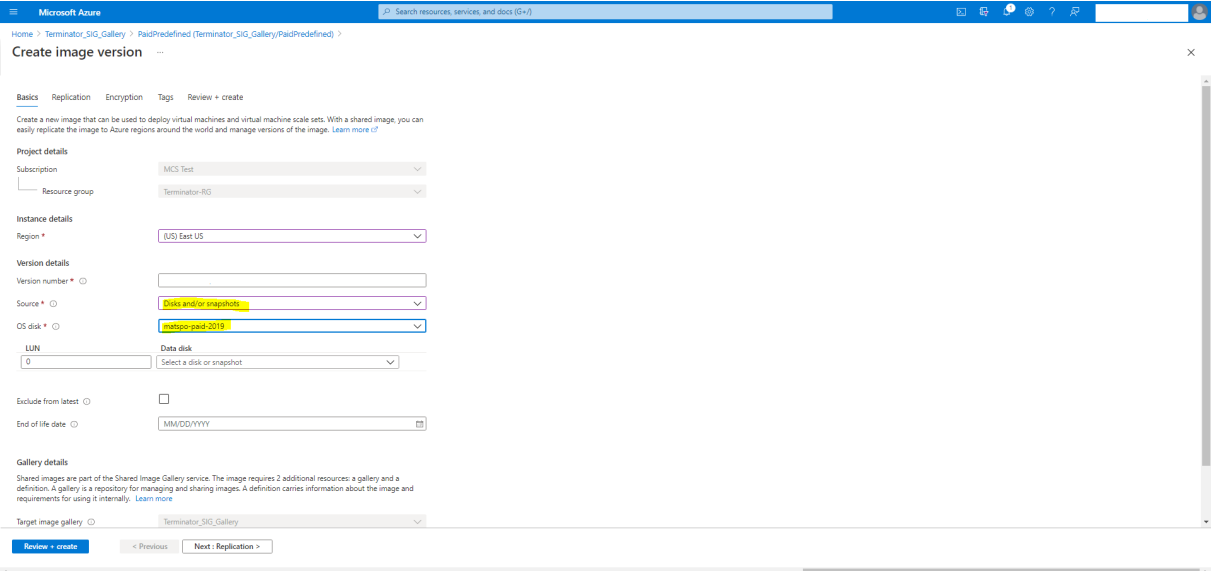 Microsoft Azure
Search resources, services, and docs (G+/)
1
Home > Terminator_SIG_Gallery > PaidPredefined (Terminator_SIG_Gallery/PaidPredefined) >
Create image version ...
Basics Replication Encryption Tags Review + create
Create a new image that can be used to deploy virtual machines and virtual machine scale sets. With a shared image, you can
easily replicate the image to Azure regions around the world and manage versions of the image. Learn more
Project details
Subscription MCS Test
Resource group Terminator-RG
Instance details
Region * (US) East US
Version details
Version number *
Source * Disks and/or snapshots
OS disk * matspo-paid-2019
LUN Data disk
0 Select a disk or snapshot
Exclude from latest
End of life date MM/DD/YYYY
Gallery details
Shared images are part of the Shared Image Gallery service. The image requires 2 additional resources: a gallery and a
definition. A gallery is a repository for managing and sharing images. A definition carries information about the image and
requirements for using it internally. Learn more
Target image gallery Terminator_SIG_Gallery
Review + create < Previous Next : Replication >